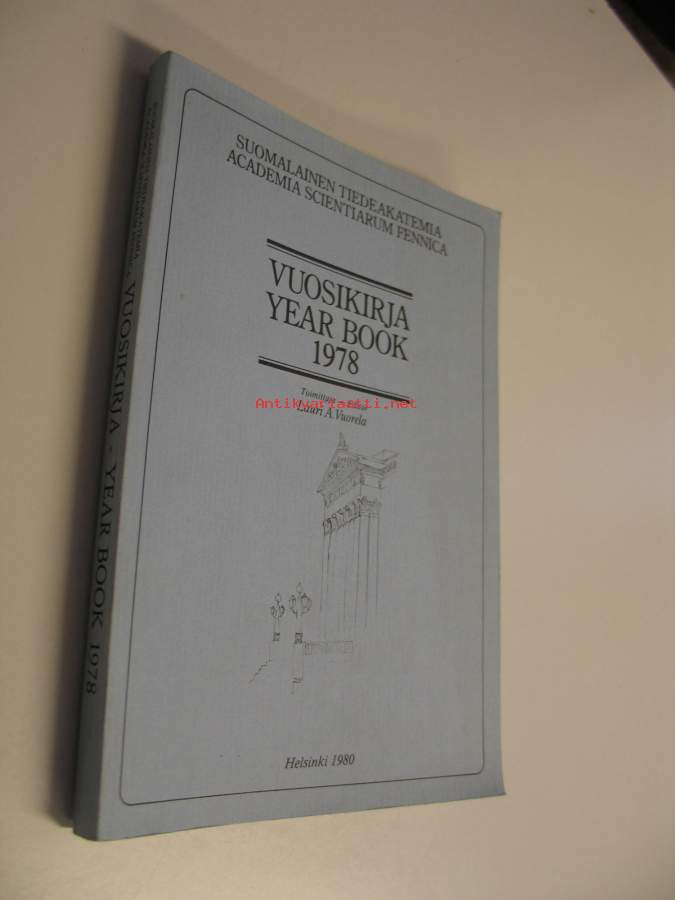 SUOMALAINEN TIEDEAKATEMIA
ACADEMIA SCIENTIARUM FENNICA
VUOSIKIRJA
YEAR BOOK
1978
Toimittaja
Lauri A. Vuorela
Antikvariaatti.net
Helsinki 1980
VUOSIKIRJA - YEAR BOOK 1978